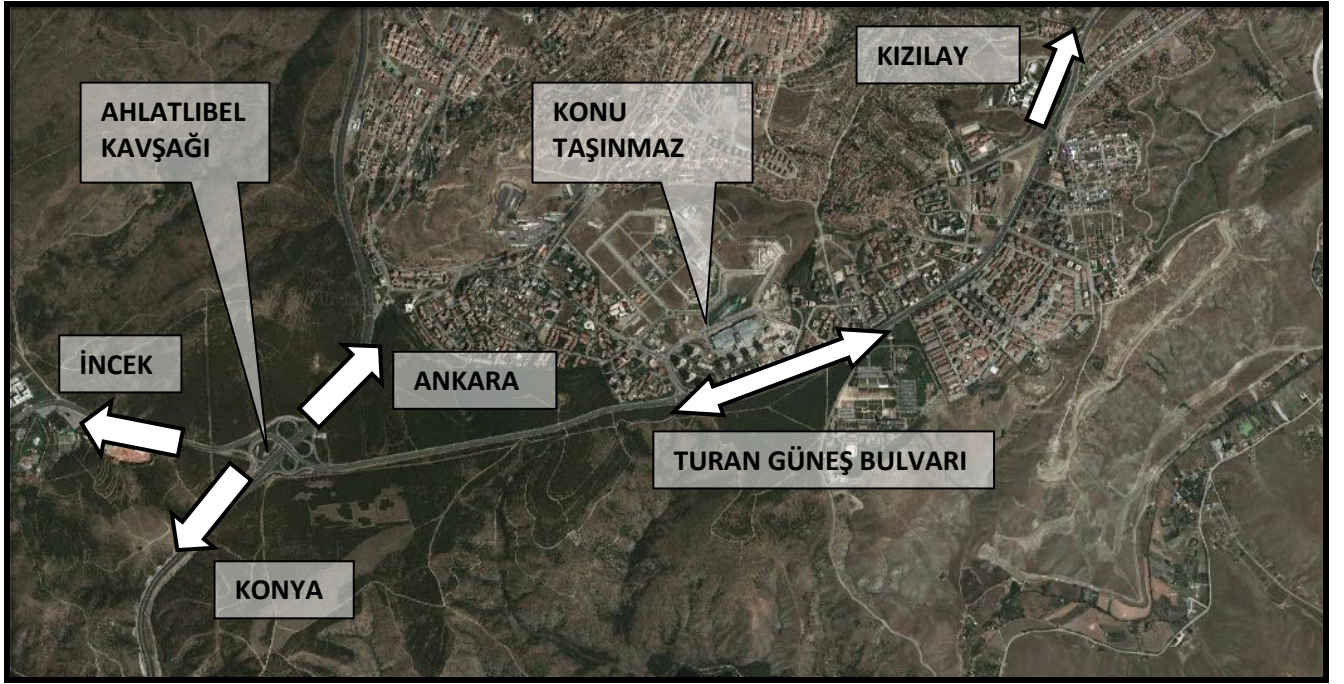 KIZILAY
AHLATLIBEL
KAVŞAĞI
KONU
TAŞINMAZ
İNCEK
ANKARA
TURAN GÜNEŞ BULVARI
KONYA